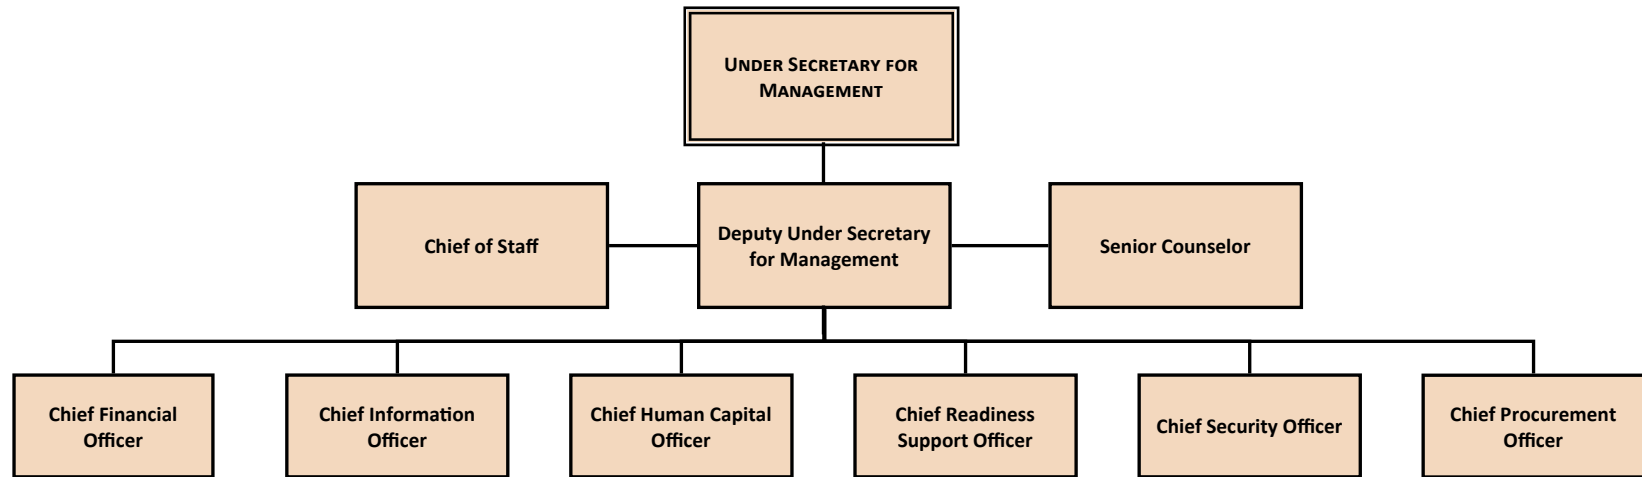 UNDER SECRETARY FOR
MANAGEMENT
Chief of Staff
Deputy Under Secretary
for Management
Senior Counselor
Chief Financial
Officer
Chief Information
Officer
Chief Human Capital
Officer
Chief Readiness
Support Officer
Chief Security Officer
Chief Procurement
Officer